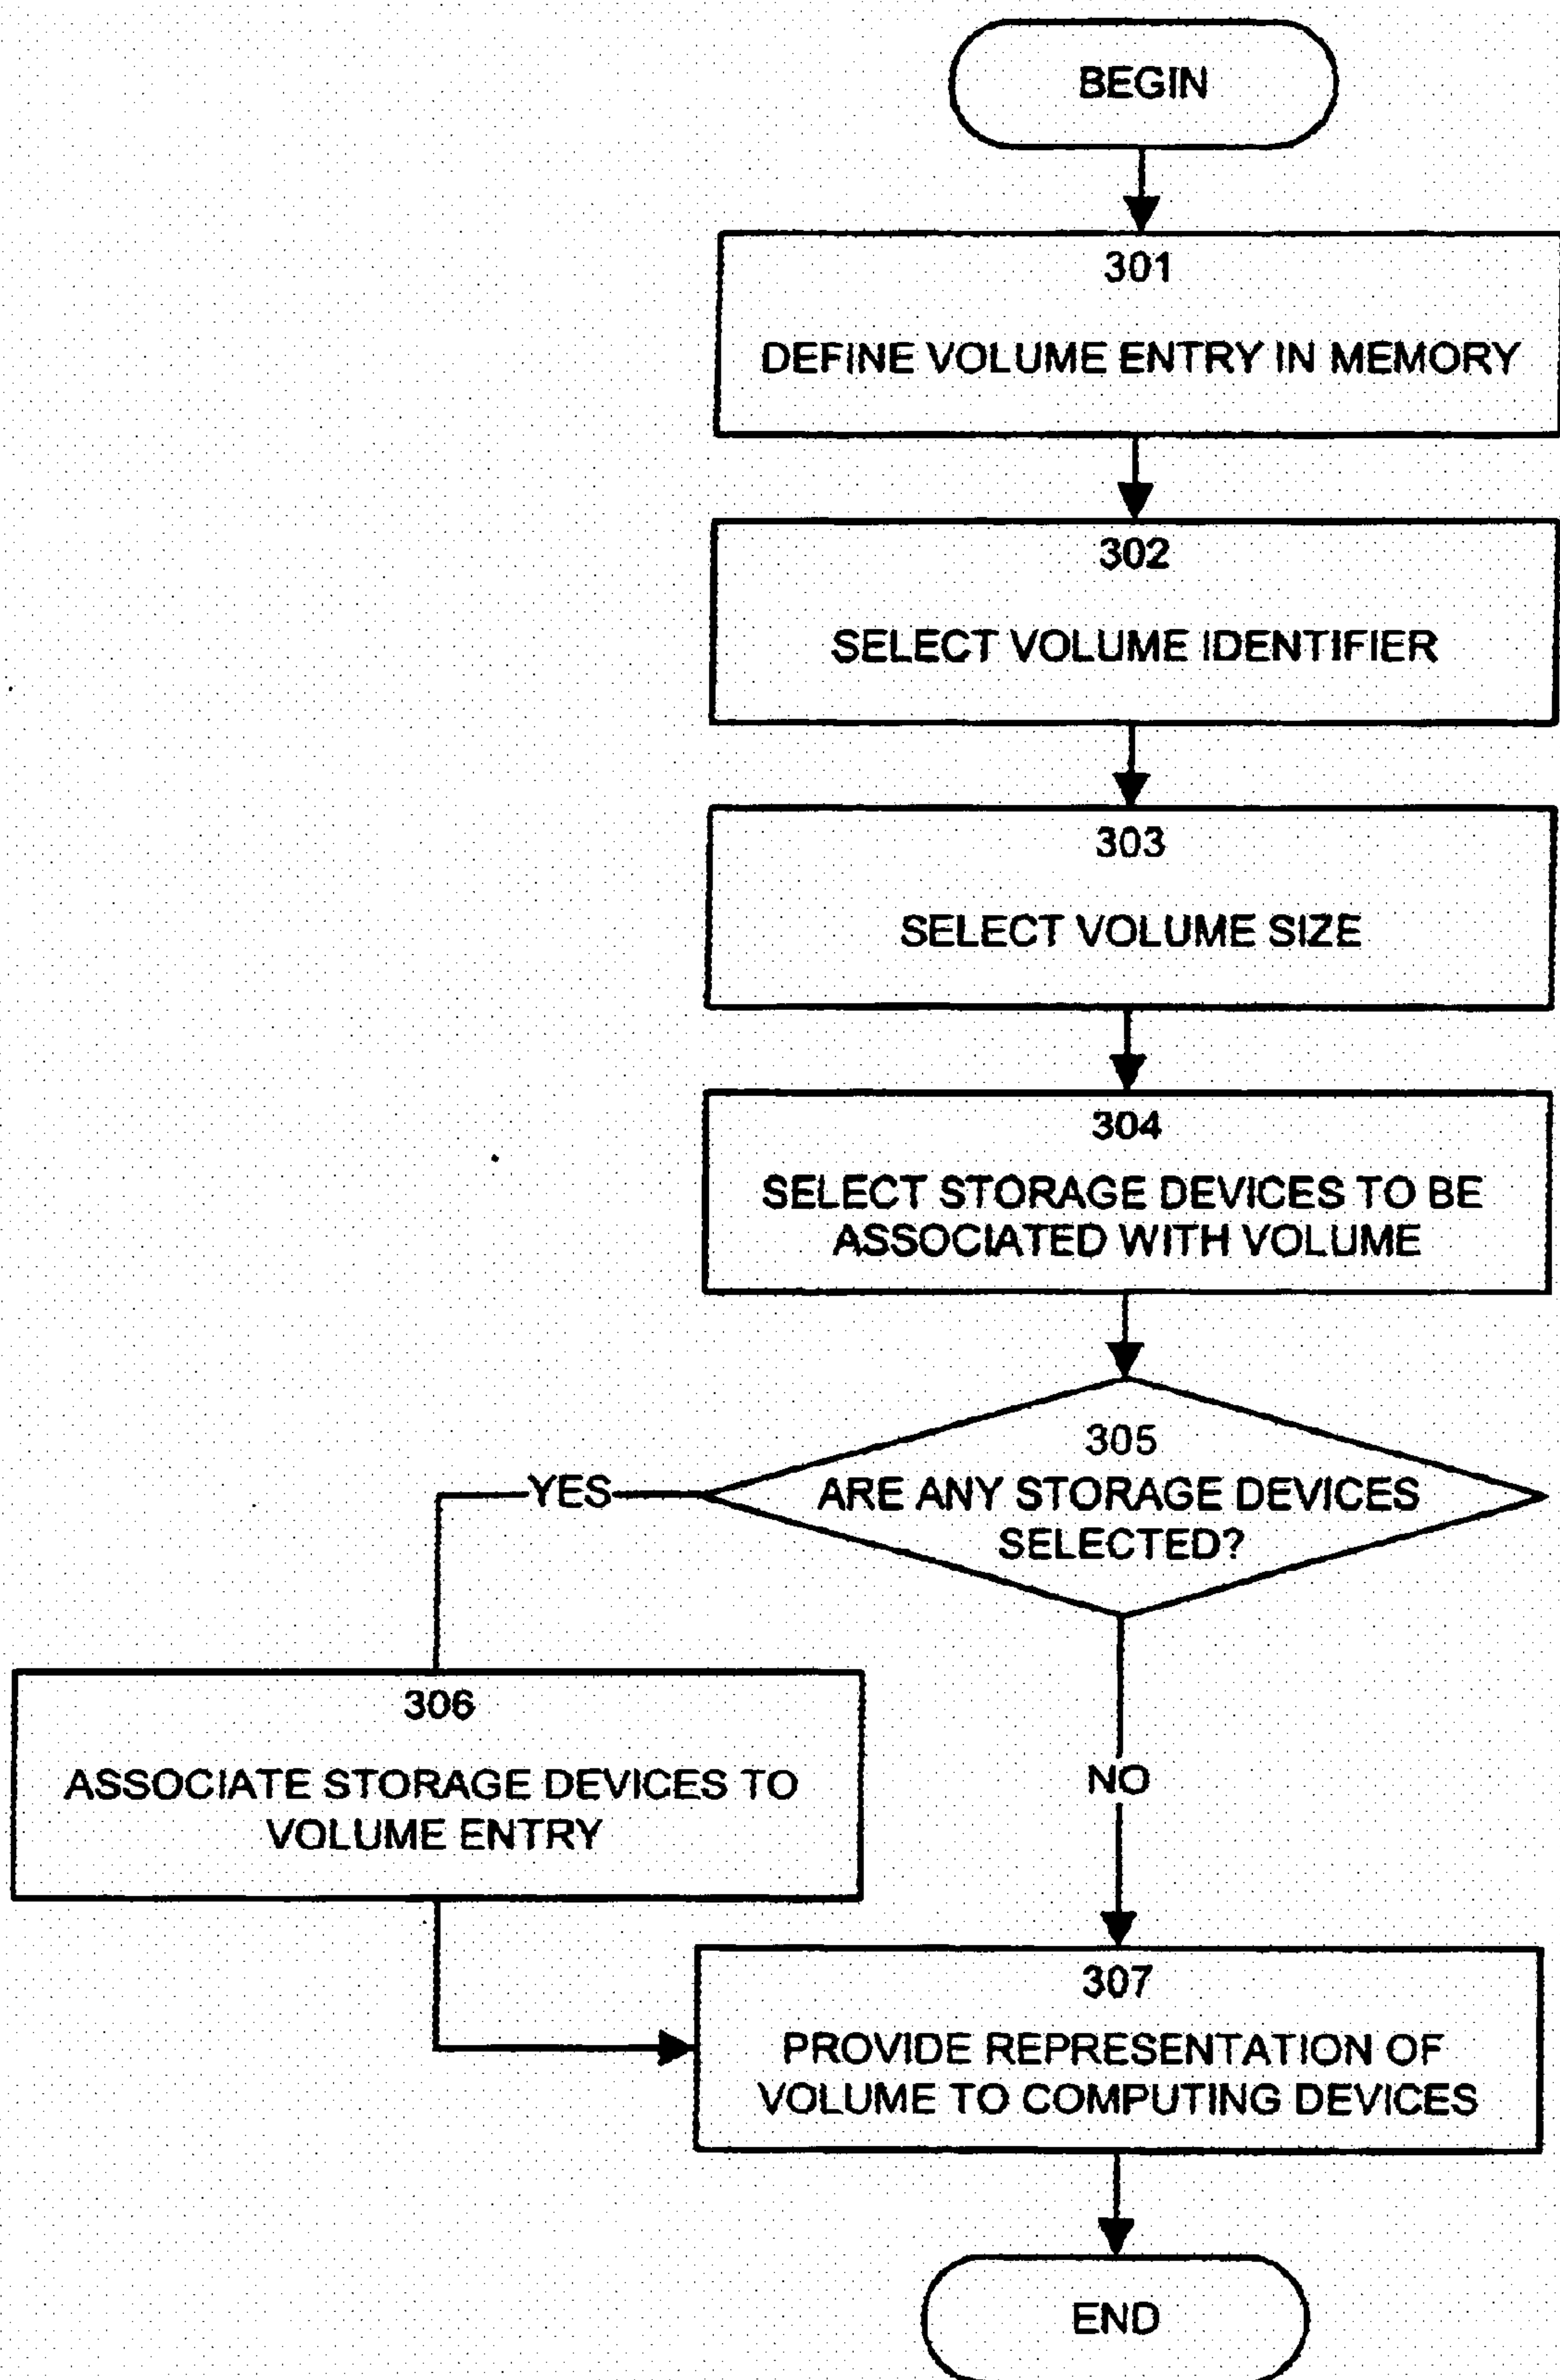 BEGIN
301
DEFINE VOLUME ENTRY IN MEMORY
302
SELECT VOLUME IDENTIFIER
303
SELECT VOLUME SIZE
304
SELECT STORAGE DEVICES TO BE
ASSOCIATED WITH VOLUME
305
ARE ANY STORAGE DEVICES
SELECTED?
YES
306
ASSOCIATE STORAGE DEVICES TO
VOLUME ENTRY
NO
307
PROVIDE REPRESENTATION OF
VOLUME TO COMPUTING DEVICES
END